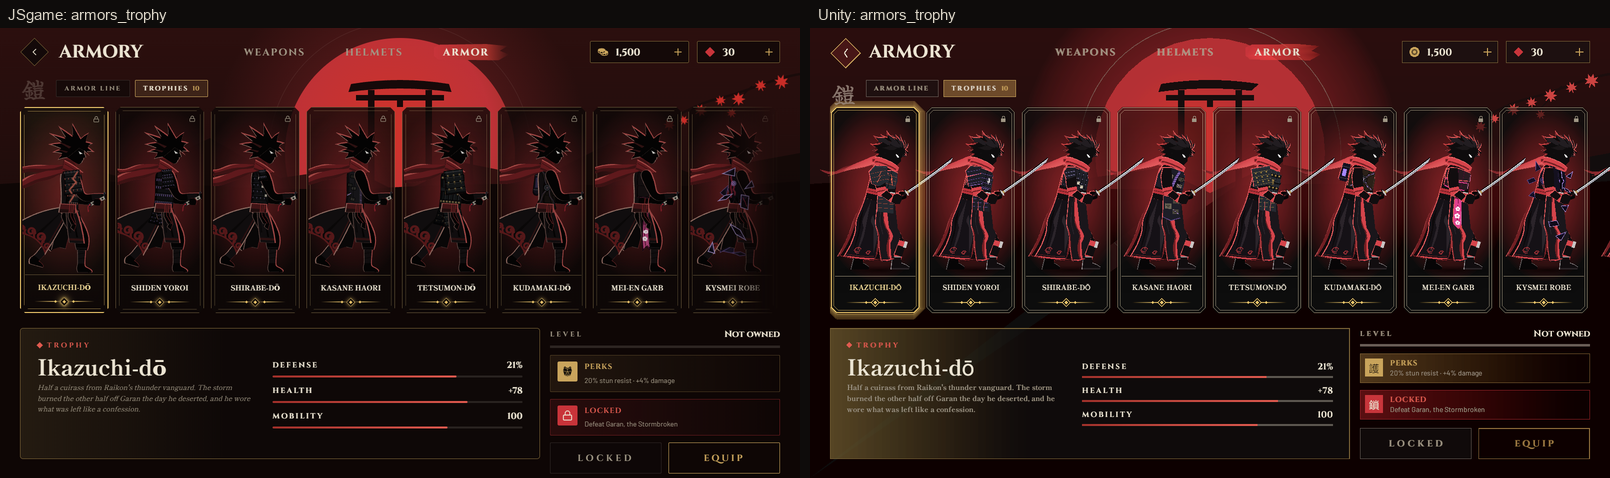 JSgame: armors_trophy
ARMORY
WEAPONS
HELMETS
ARMOR
1,500 +
30 +
鎧
ARMOR LINE
TROPHIES 10
IKAZUCHI-DŌ
SHIDEN YOROI
SHIRABE-DŌ
KASANE HAORI
TETSUMON-DŌ
KUDAMAKI-DŌ
MEI-EN GARB
KYSMEI ROBE
TROPHY
Ikazuchi-dō
Half a cuirass from Raikon's thunder vanguard. The storm
burned the other half off Garan the day he deserted, and he wore
what was left like a confession.
DEFENSE 21%
HEALTH +78
MOBILITY 100
LEVEL NOT OWNED
PERKS
20% stun resist · +4% damage
LOCKED
Defeat Garan, the Stormbroken
LOCKED
EQUIP
Unity: armors_trophy
ARMORY
WEAPONS
HELMETS
ARMOR
1,500 +
30 +
鎧
ARMOR LINE
TROPHIES 10
IKAZUCHI-DŌ
SHIDEN YOROI
SHIRABE-DŌ
KASANE HAORI
TETSUMON-DŌ
KUDAMAKI-DŌ
MEI-EN GARB
KYSMEI ROBE
TROPHY
Ikazuchi-dō
Half a cuirass from Raikon's thunder vanguard. The storm
burned the other half off Garan the day he deserted, and he
wore what was left like a confession.
DEFENSE 21%
HEALTH +78
MOBILITY 100
LEVEL NOT OWNED
PERKS
20% stun resist · +4% damage
LOCKED
Defeat Garan, the Stormbroken
LOCKED
EQUIP